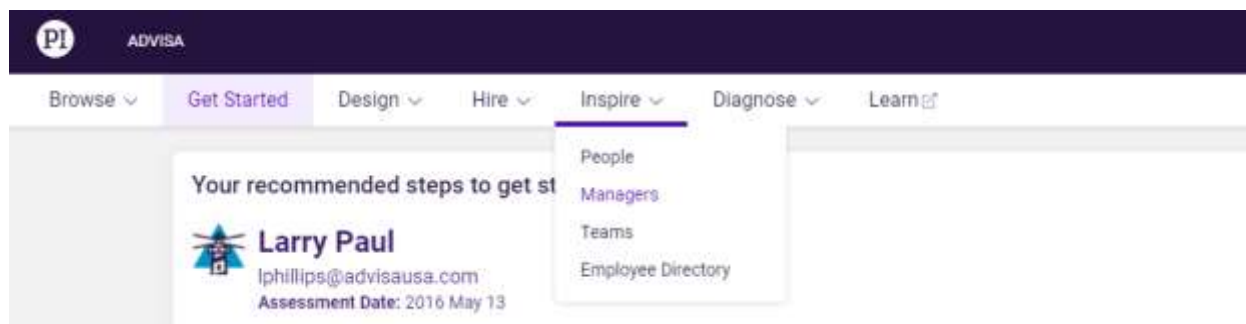 PI ADVISA
Browse Get Started Design Hire Inspire Diagnose Learn
People
Your recommended steps to get st
Managers
Larry Paul
Teams
lphillips@advisausa.com
Employee Directory
Assessment Date: 2016 May 13